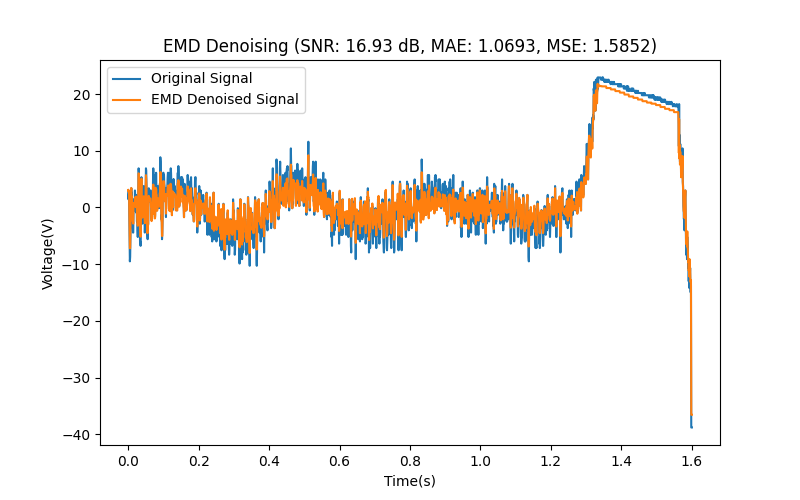 EMD Denoising (SNR: 16.93 dB, MAE: 1.0693, MSE: 1.5852)
Original Signal
EMD Denoised Signal
20
10
0
−10
−20
−30
−40
Voltage(V)
0.0 0.2 0.4 0.6 0.8 1.0 1.2 1.4 1.6
Time(s)